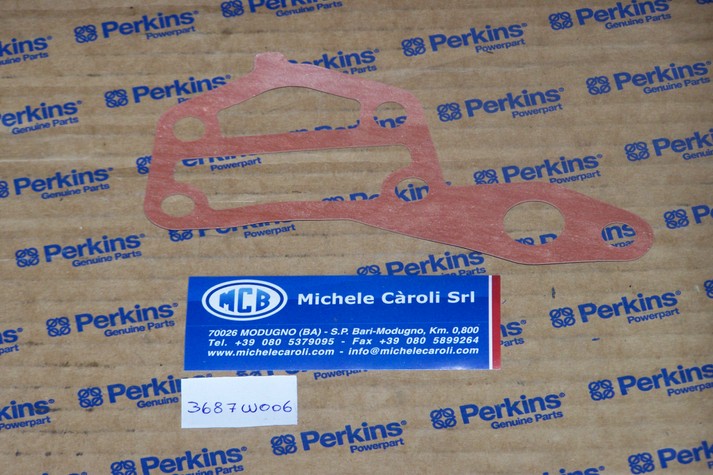 Perkins
Genuine Parts
Perkins
Powerpart
MCB
Michele Càroli Srl
70026 MODUGNO (BA) - S.P. Bari-Modugno, Km. 0,800
Tel. +39 080 5379095 - Fax +39 080 5899264
www.michelecaroli.com - info@michelecaroli.com
3687W006